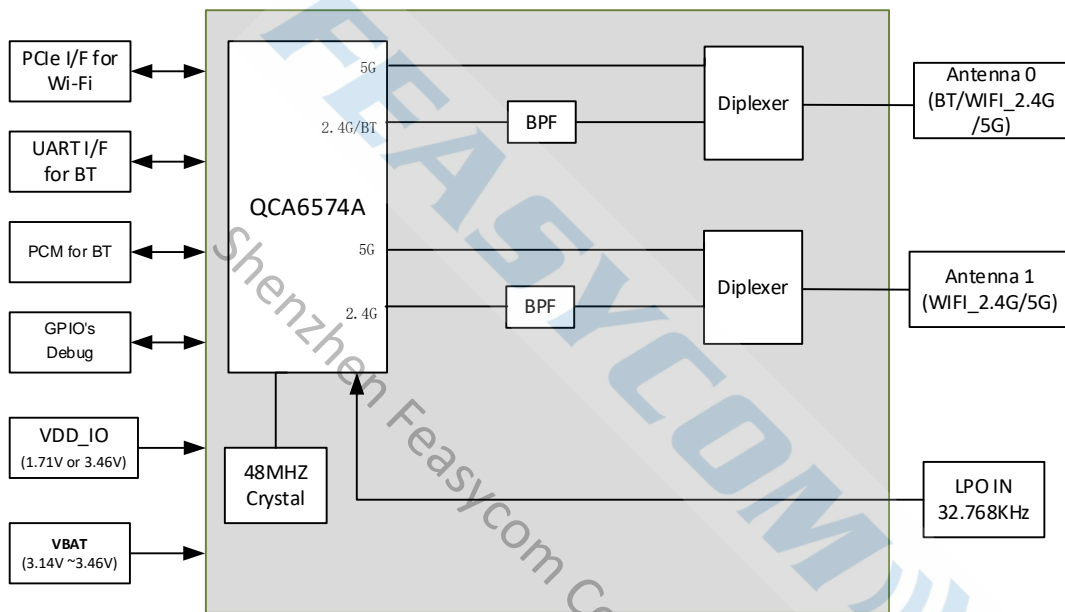 PCIe I/F for
Wi-Fi
UART I/F
for BT
PCM for BT
GPIO's
Debug
VDD_IO
(1.71V or 3.46V)
VBAT
(3.14V ~3.46V)
QCA6574A
5G
2.4G/BT
5G
2.4G
BPF
BPF
Diplexer
Diplexer
48MHZ
Crystal
Antenna 0
(BT/WIFI_2.4G
/5G)
Antenna 1
(WIFI_2.4G/5G)
LPO IN
32.768KHz
FEASYCOM
Shenzhen Feasycom Co